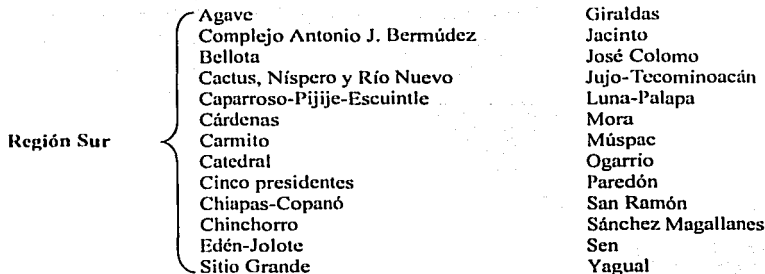 Agave Giraldas
Complejo Antonio J. Bermúdez Jacinto
Bellota José Colomo
Cactus, Níspero y Río Nuevo Jujo-Tecominoacán
Caparroso-Pijije-Escuintle Luna-Palapa
Cárdenas Mora
Región Sur Carmito Múspac
Catedral Ogarrio
Cinco presidentes Paredón
Chiapas-Copanó San Ramón
Chinchorro Sánchez Magallanes
Edén-Jolote Sen
Sitio Grande Yagual